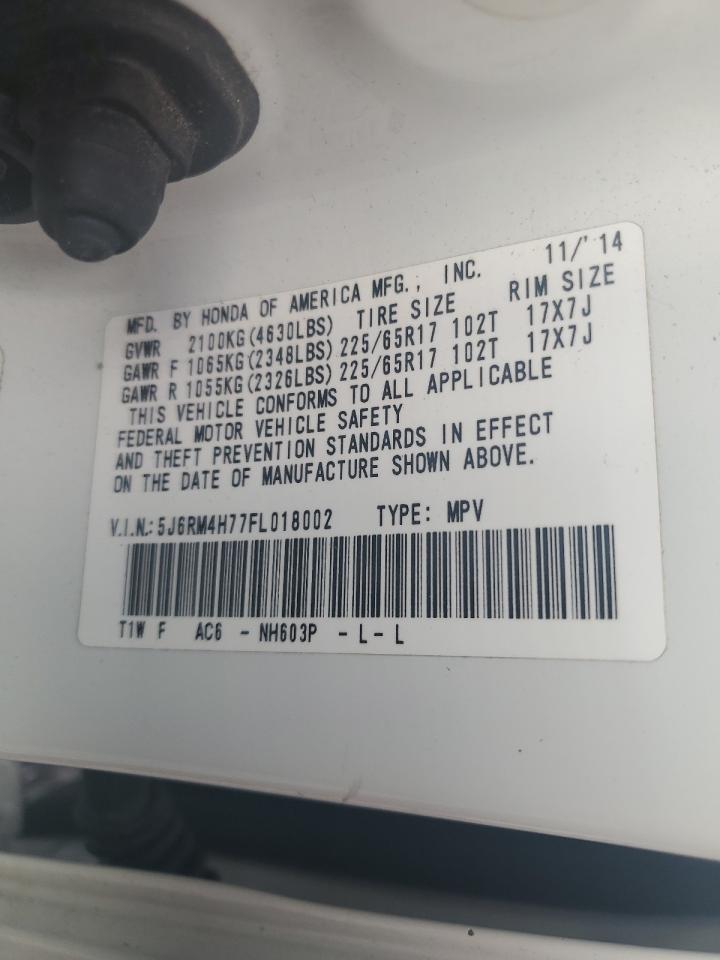 MFD. BY HONDA OF AMERICA MFG., INC. 11/'14
GVWR 2100KG(4630LBS) TIRE SIZE RIM SIZE
GAWR F 1065KG(2348LBS) 225/65R17 102T 17X7J
GAWR R 1055KG(2326LBS) 225/65R17 102T 17X7J
THIS VEHICLE CONFORMS TO ALL APPLICABLE
FEDERAL MOTOR VEHICLE SAFETY
AND THEFT PREVENTION STANDARDS IN EFFECT
ON THE DATE OF MANUFACTURE SHOWN ABOVE.
V.I.N.: 5J6RM4H77FL018002 TYPE: MPV
T1W F AC6 - NH603P - L - L